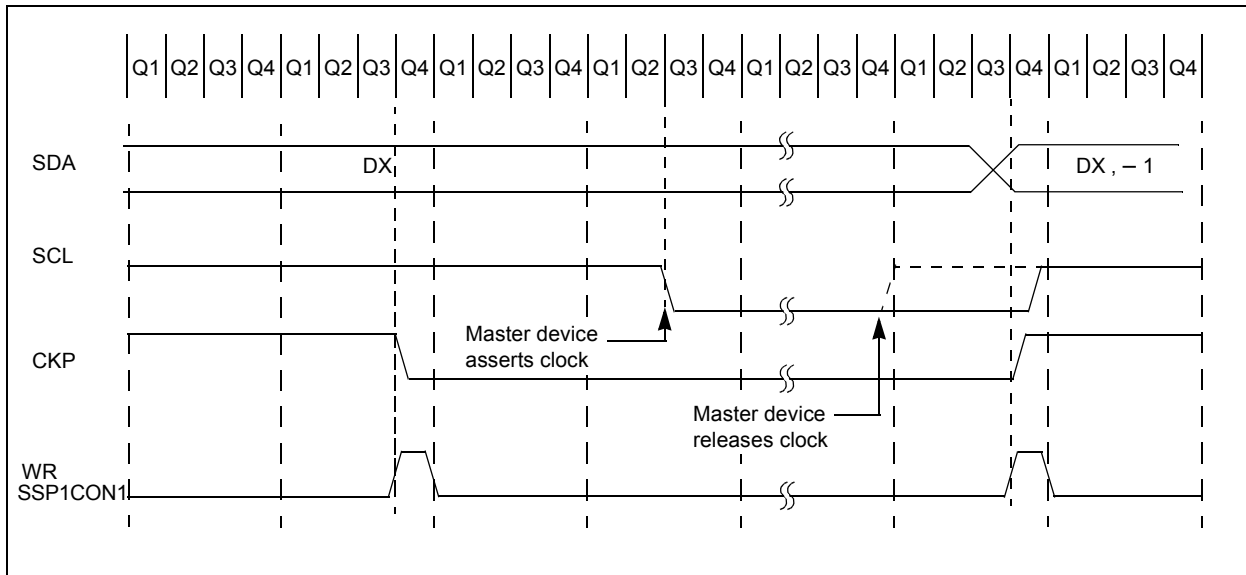 Q1 Q2 Q3 Q4 Q1 Q2 Q3 Q4 Q1 Q2 Q3 Q4 Q1 Q2 Q3 Q4 Q1 Q2 Q3 Q4 Q1 Q2 Q3 Q4 Q1 Q2 Q3 Q4
SDA
DX
DX , – 1
SCL
Master device
asserts clock
CKP
Master device
releases clock
WR
SSP1CON1